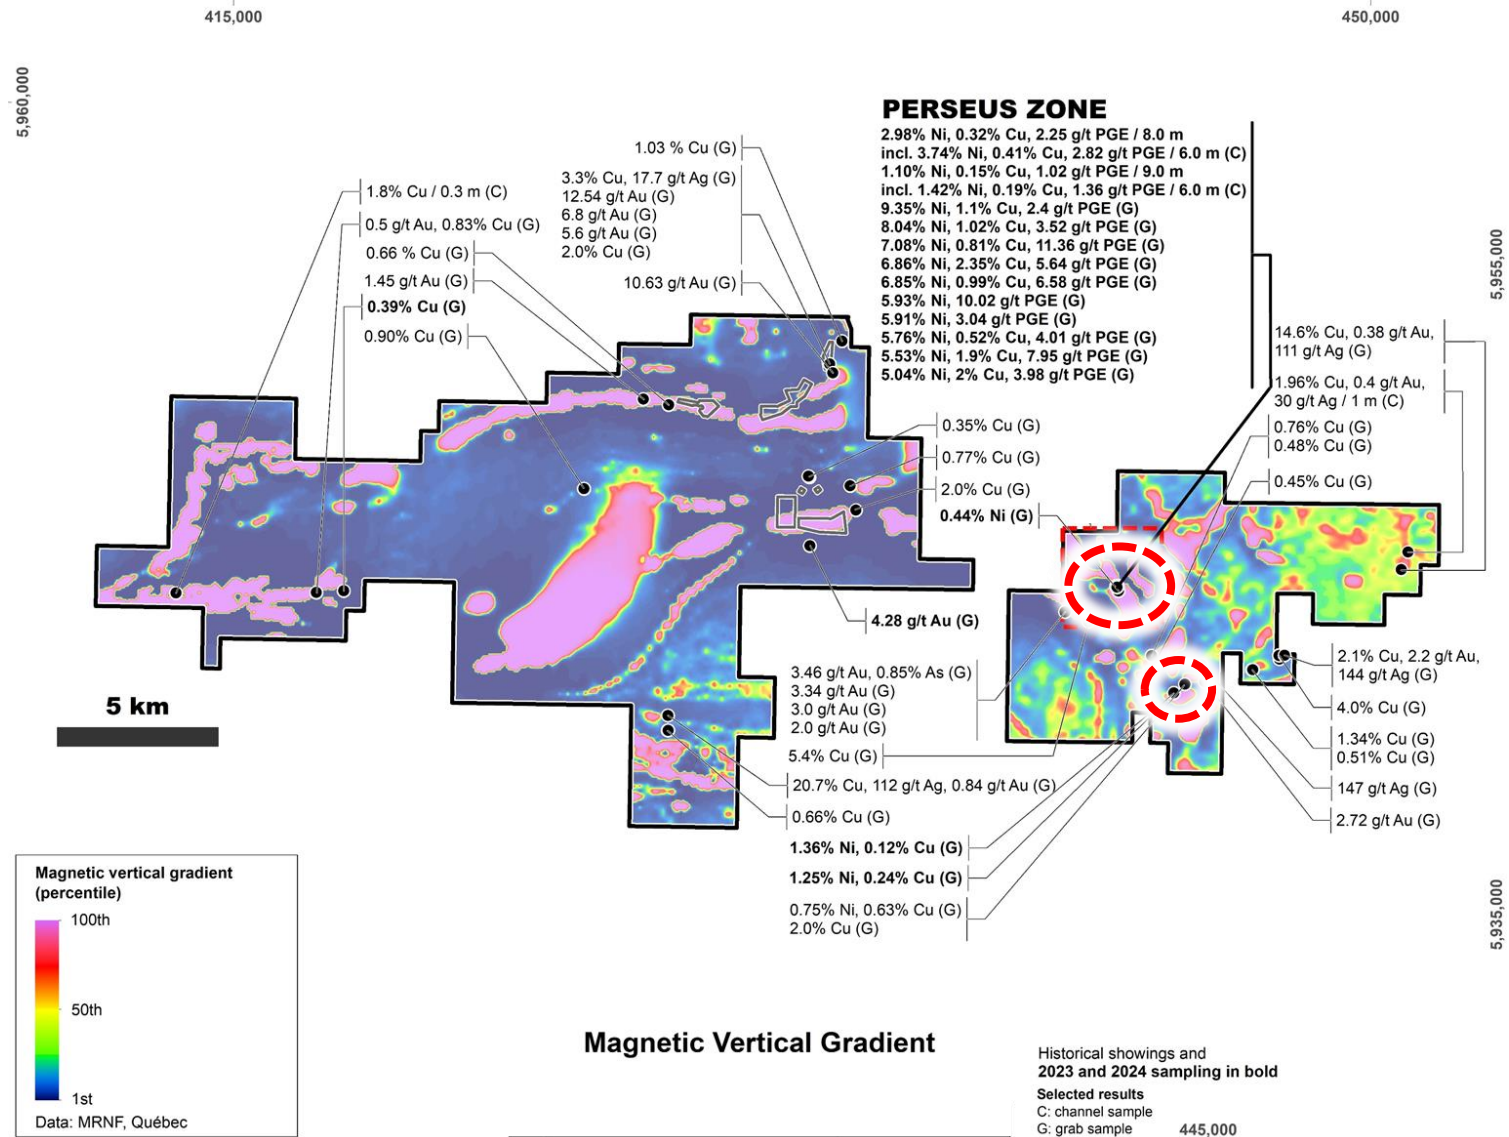 415,000
450,000
5,960,000
5,955,000
5,935,000
445,000
PERSEUS ZONE
2.98% Ni, 0.32% Cu, 2.25 g/t PGE / 8.0 m
incl. 3.74% Ni, 0.41% Cu, 2.82 g/t PGE / 6.0 m (C)
1.10% Ni, 0.15% Cu, 1.02 g/t PGE / 9.0 m
incl. 1.42% Ni, 0.19% Cu, 1.36 g/t PGE / 6.0 m (C)
9.35% Ni, 1.1% Cu, 2.4 g/t PGE (G)
8.04% Ni, 1.02% Cu, 3.52 g/t PGE (G)
7.08% Ni, 0.81% Cu, 11.36 g/t PGE (G)
6.86% Ni, 2.35% Cu, 5.64 g/t PGE (G)
6.85% Ni, 0.99% Cu, 6.58 g/t PGE (G)
5.93% Ni, 10.02 g/t PGE (G)
5.91% Ni, 3.04 g/t PGE (G)
5.76% Ni, 0.52% Cu, 4.01 g/t PGE (G)
5.53% Ni, 1.9% Cu, 7.95 g/t PGE (G)
5.04% Ni, 2% Cu, 3.98 g/t PGE (G)
1.03 % Cu (G)
3.3% Cu, 17.7 g/t Ag (G)
12.54 g/t Au (G)
6.8 g/t Au (G)
5.6 g/t Au (G)
2.0% Cu (G)
10.63 g/t Au (G)
1.8% Cu / 0.3 m (C)
0.5 g/t Au, 0.83% Cu (G)
0.66 % Cu (G)
1.45 g/t Au (G)
0.39% Cu (G)
0.90% Cu (G)
14.6% Cu, 0.38 g/t Au,
111 g/t Ag (G)
1.96% Cu, 0.4 g/t Au,
30 g/t Ag / 1 m (C)
0.76% Cu (G)
0.48% Cu (G)
0.45% Cu (G)
0.35% Cu (G)
0.77% Cu (G)
2.0% Cu (G)
0.44% Ni (G)
4.28 g/t Au (G)
3.46 g/t Au, 0.85% As (G)
3.34 g/t Au (G)
3.0 g/t Au (G)
2.0 g/t Au (G)
5.4% Cu (G)
20.7% Cu, 112 g/t Ag, 0.84 g/t Au (G)
0.66% Cu (G)
1.36% Ni, 0.12% Cu (G)
1.25% Ni, 0.24% Cu (G)
0.75% Ni, 0.63% Cu (G)
2.0% Cu (G)
2.1% Cu, 2.2 g/t Au,
144 g/t Ag (G)
4.0% Cu (G)
1.34% Cu (G)
0.51% Cu (G)
147 g/t Ag (G)
2.72 g/t Au (G)
5 km
Magnetic vertical gradient
(percentile)
100th
50th
1st
Data: MRNF, Québec
Magnetic Vertical Gradient
Historical showings and
2023 and 2024 sampling in bold
Selected results
C: channel sample
G: grab sample